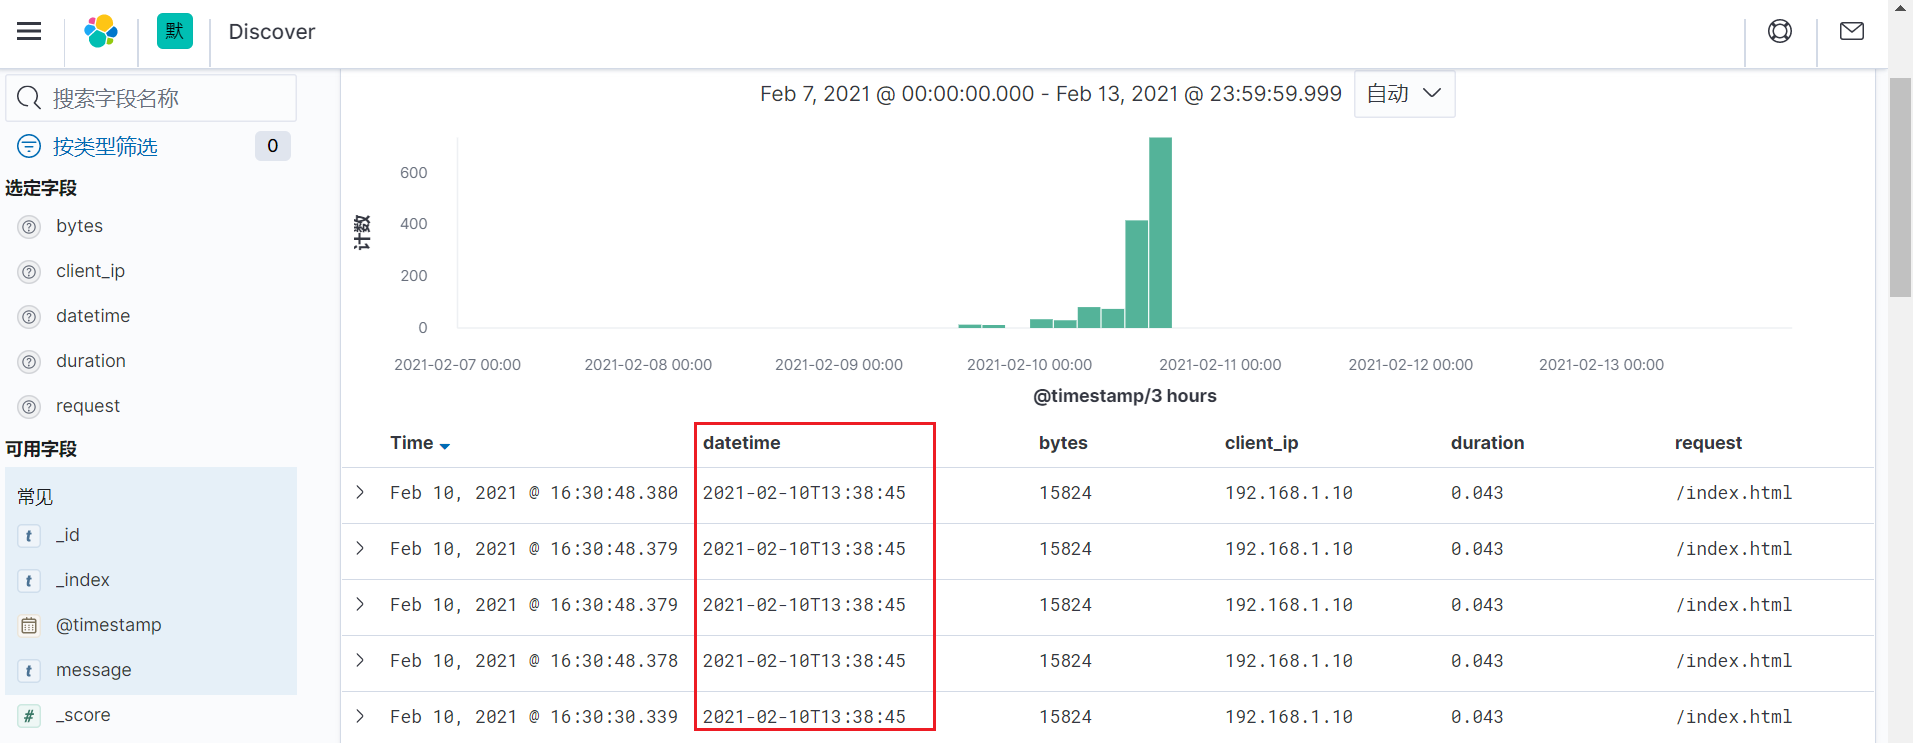 默
Discover
搜索字段名称
按类型筛选
0
选定字段
bytes
client_ip
datetime
duration
request
可用字段
常见
t _id
t _index
@timestamp
t message
# _score
Feb 7, 2021 @ 00:00:00.000 - Feb 13, 2021 @ 23:59:59.999
自动
计数
600
400
200
0
2021-02-07 00:00 2021-02-08 00:00 2021-02-09 00:00 2021-02-10 00:00 2021-02-11 00:00 2021-02-12 00:00 2021-02-13 00:00
@timestamp/3 hours
Time datetime bytes client_ip duration request
Feb 10, 2021 @ 16:30:48.380 2021-02-10T13:38:45 15824 192.168.1.10 0.043 /index.html
Feb 10, 2021 @ 16:30:48.379 2021-02-10T13:38:45 15824 192.168.1.10 0.043 /index.html
Feb 10, 2021 @ 16:30:48.379 2021-02-10T13:38:45 15824 192.168.1.10 0.043 /index.html
Feb 10, 2021 @ 16:30:48.378 2021-02-10T13:38:45 15824 192.168.1.10 0.043 /index.html
Feb 10, 2021 @ 16:30:30.339 2021-02-10T13:38:45 15824 192.168.1.10 0.043 /index.html